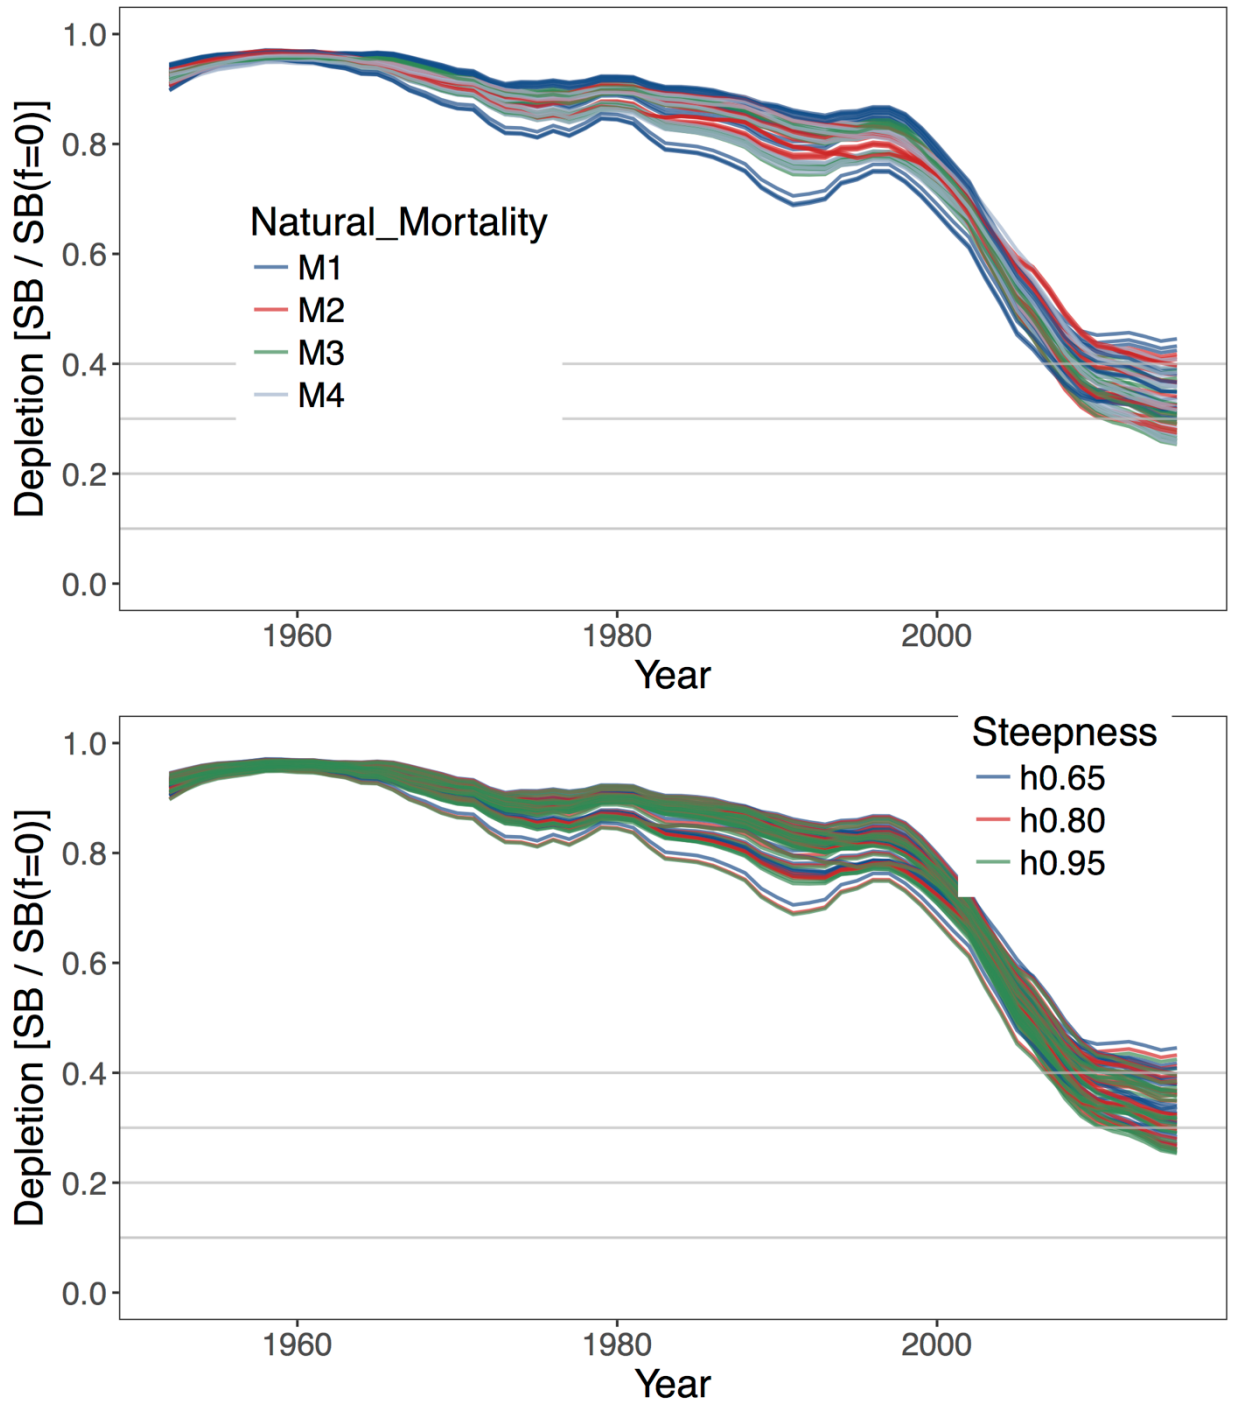 Depletion [SB / SB(f=0)]
1.0
0.8
0.6
0.4
0.2
0.0
Natural_Mortality
M1
M2
M3
M4
1960
1980
2000
Year
Depletion [SB / SB(f=0)]
1.0
0.8
0.6
0.4
0.2
0.0
Steepness
h0.65
h0.80
h0.95
1960
1980
2000
Year